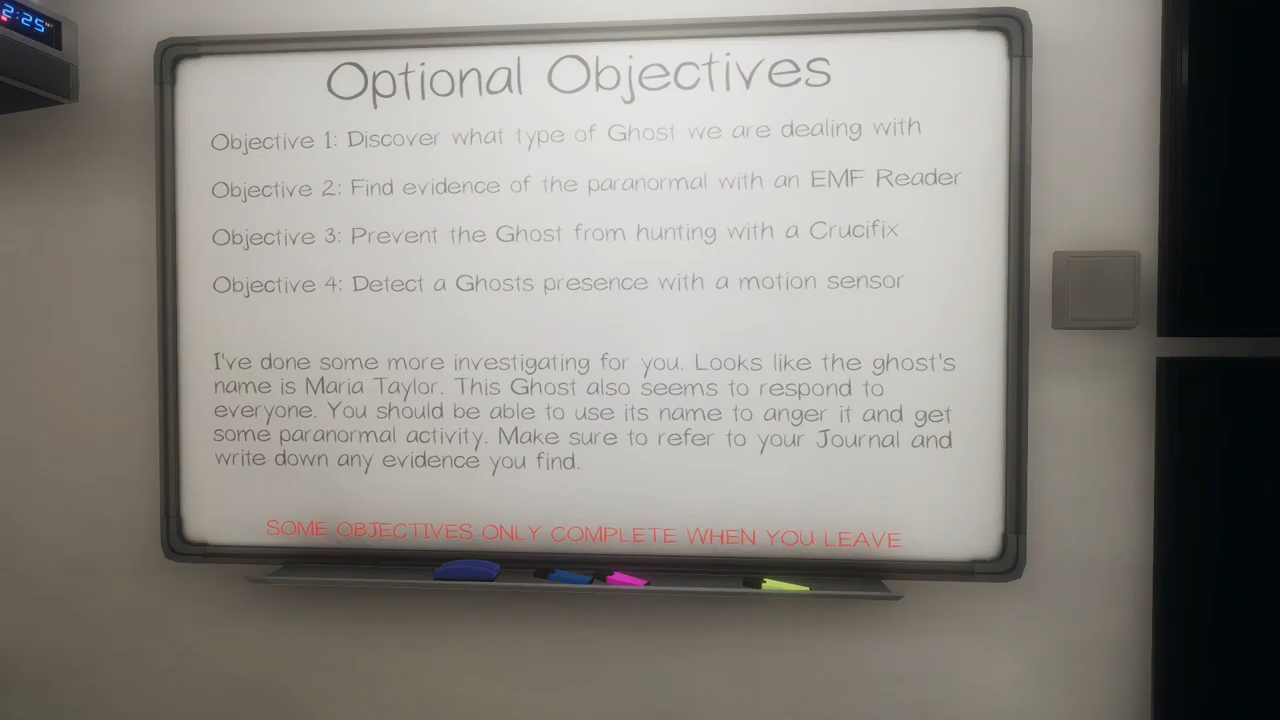 2:25
Optional Objectives
Objective 1: Discover what type of Ghost we are dealing with
Objective 2: Find evidence of the paranormal with an EMF Reader
Objective 3: Prevent the Ghost from hunting with a Crucifix
Objective 4: Detect a Ghosts presence with a motion sensor
I've done some more investigating for you. Looks like the ghost's
name is Maria Taylor. This Ghost also seems to respond to
everyone. You should be able to use its name to anger it and get
some paranormal activity. Make sure to refer to your Journal and
write down any evidence you find.
SOME OBJECTIVES ONLY COMPLETE WHEN YOU LEAVE